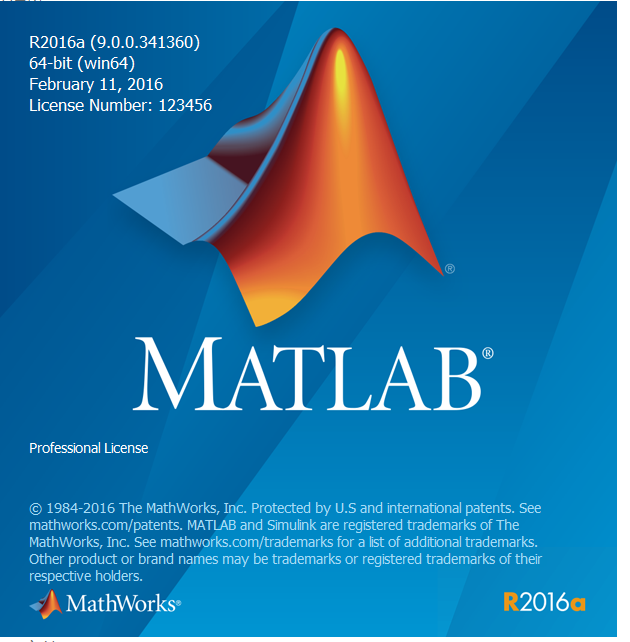 R2016a (9.0.0.341360)
64-bit (win64)
February 11, 2016
License Number: 123456
®
MATLAB®
Professional License
© 1984-2016 The MathWorks, Inc. Protected by U.S and international patents. See
mathworks.com/patents. MATLAB and Simulink are registered trademarks of The
MathWorks, Inc. See mathworks.com/trademarks for a list of additional trademarks.
Other product or brand names may be trademarks or registered trademarks of their
respective holders.
MathWorks®
R2016a